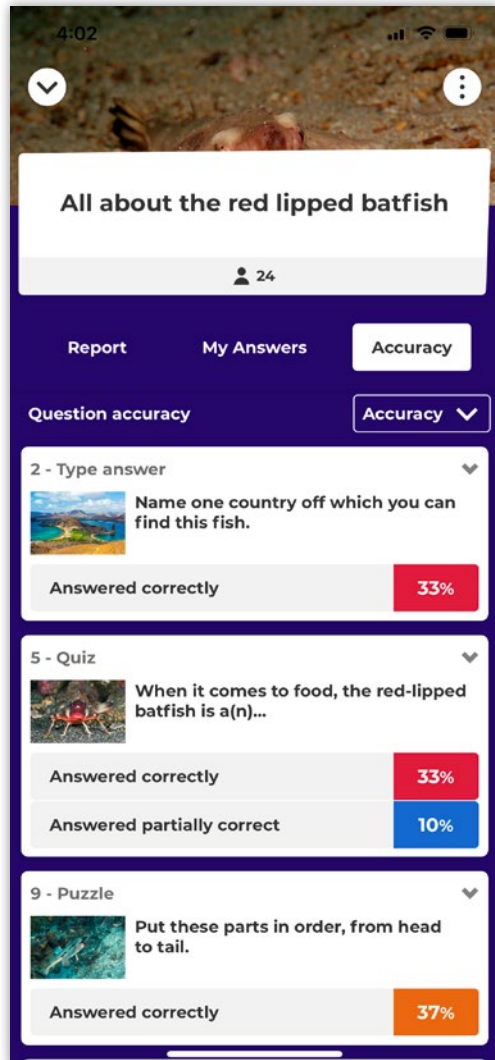 4:02
All about the red lipped batfish
24
Report My Answers Accuracy
Question accuracy Accuracy
2 - Type answer
Name one country off which you can
find this fish.
Answered correctly 33%
5 - Quiz
When it comes to food, the red-lipped
batfish is a(n)...
Answered correctly 33%
Answered partially correct 10%
9 - Puzzle
Put these parts in order, from head
to tail.
Answered correctly 37%